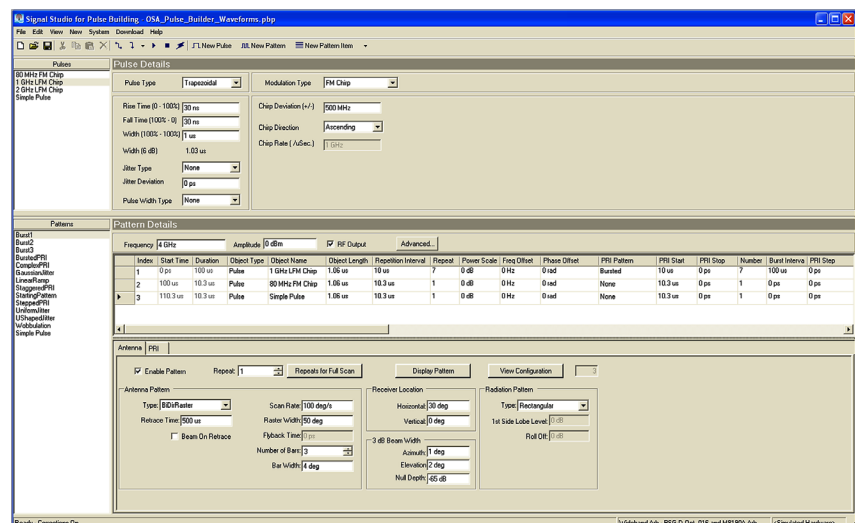 Signal Studio for Pulse Building - OSA_Pulse_Builder_Waveforms.pbp
File Edit View New System Download Help
New Pulse New Pattern New Pattern Item
Pulses
80 MHz FM Chirp
1 GHz LFM Chirp
2 GHz LFM Chirp
Simple Pulse
Pulse Details
Pulse Type Trapezoidal Modulation Type FM Chirp
Rise Time (0 - 100%) 30 ns Chirp Deviation (+/-) 500 MHz
Fall Time (100% - 0) 30 ns
Width (100% - 100%) 1 us Chirp Direction Ascending
Width (6 dB) 1.03 us Chirp Rate ( /uSec.) 1 GHz
Jitter Type None
Jitter Deviation 0 ps
Pulse Width Type None
Patterns
Burst1
Burst2
Burst3
BurstedPRI
ComplexPRI
GaussianJitter
LinearRamp
StaggeredPRI
StartingPattern
SteppedPRI
UniformJitter
UShapedJitter
Wobbulation
Simple Pulse
Pattern Details
Frequency 4 GHz Amplitude 0 dBm RF Output Advanced...
Index Start Time Duration Object Type Object Name Object Length Repetition Interval Repeat Power Scale Freq Offset Phase Offset PRI Pattern PRI Start PRI Stop Number Burst Interva PRI Step
1 0 ps 100 us Pulse 1 GHz LFM Chirp 1.06 us 10 us 7 0 dB 0 Hz 0 rad Bursted 10 us 0 ps 7 100 us 0 ps
2 100 us 10.3 us Pulse 80 MHz FM Chirp 1.06 us 10.3 us 1 0 dB 0 Hz 0 rad None 10.3 us 0 ps 1 0 ps 0 ps
3 110.3 us 10.3 us Pulse Simple Pulse 1.06 us 10.3 us 1 0 dB 0 Hz 0 rad None 10.3 us 0 ps 1 0 ps 0 ps
Antenna PRI
Enable Pattern Repeat: 1 Repeats for Full Scan Display Pattern View Configuration 3
Antenna Pattern
Type: BiDirRaster Scan Rate: 100 deg/s
Retrace Time: 500 us Raster Width: 50 deg
Beam On Retrace Flyback Time: 0 ps
Number of Bars: 3
Bar Width: 4 deg
Receiver Location
Horizontal: 30 deg
Vertical: 0 deg
3 dB Beam Width
Azimuth: 1 deg
Elevation: 2 deg
Null Depth: -65 dB
Radiation Pattern
Type: Rectangular
1st Side Lobe Level: 0 dB
Roll Off: 0 dB